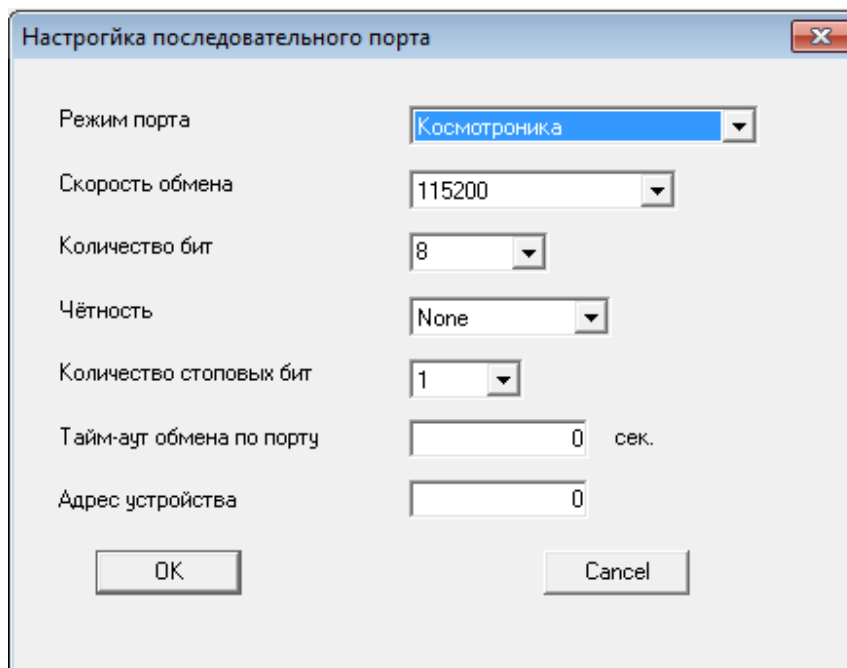 Настрогйка последовательного порта
Режим порта Космотроника
Скорость обмена 115200
Количество бит 8
Чётность None
Количество стоповых бит 1
Тайм-аут обмена по порту 0 сек.
Адрес устройства 0
OK Cancel